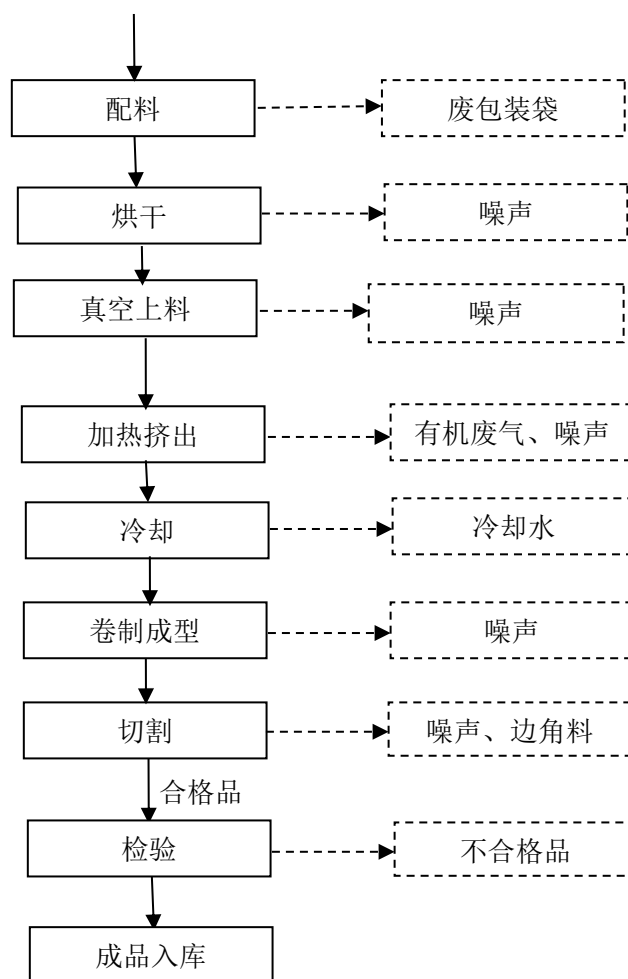 配料
废包装袋
烘干
噪声
真空上料
噪声
加热挤出
有机废气、噪声
冷却
冷却水
卷制成型
噪声
切割
噪声、边角料
合格品
检验
不合格品
成品入库